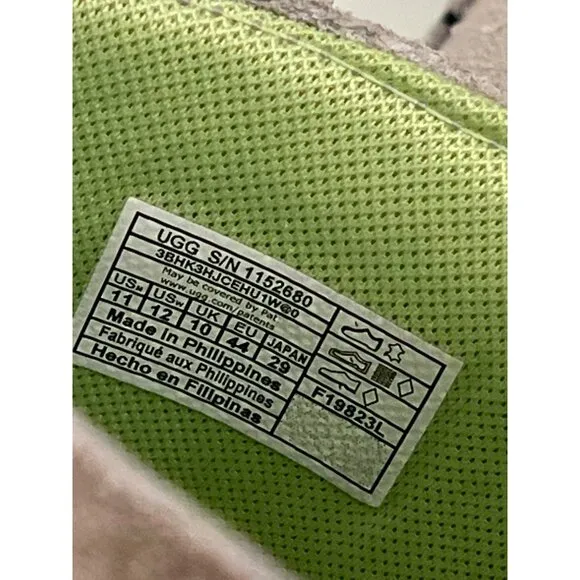 UGG S/N 1152680
3BHK3HJCEHU1W@0
May be covered by Pat.
www.ugg.com/patents
USM USW UK EU JAPAN
11 12 10 44 29
Made in Philippines
Fabriqué aux Philippines
Hecho en Filipinas
F19823L